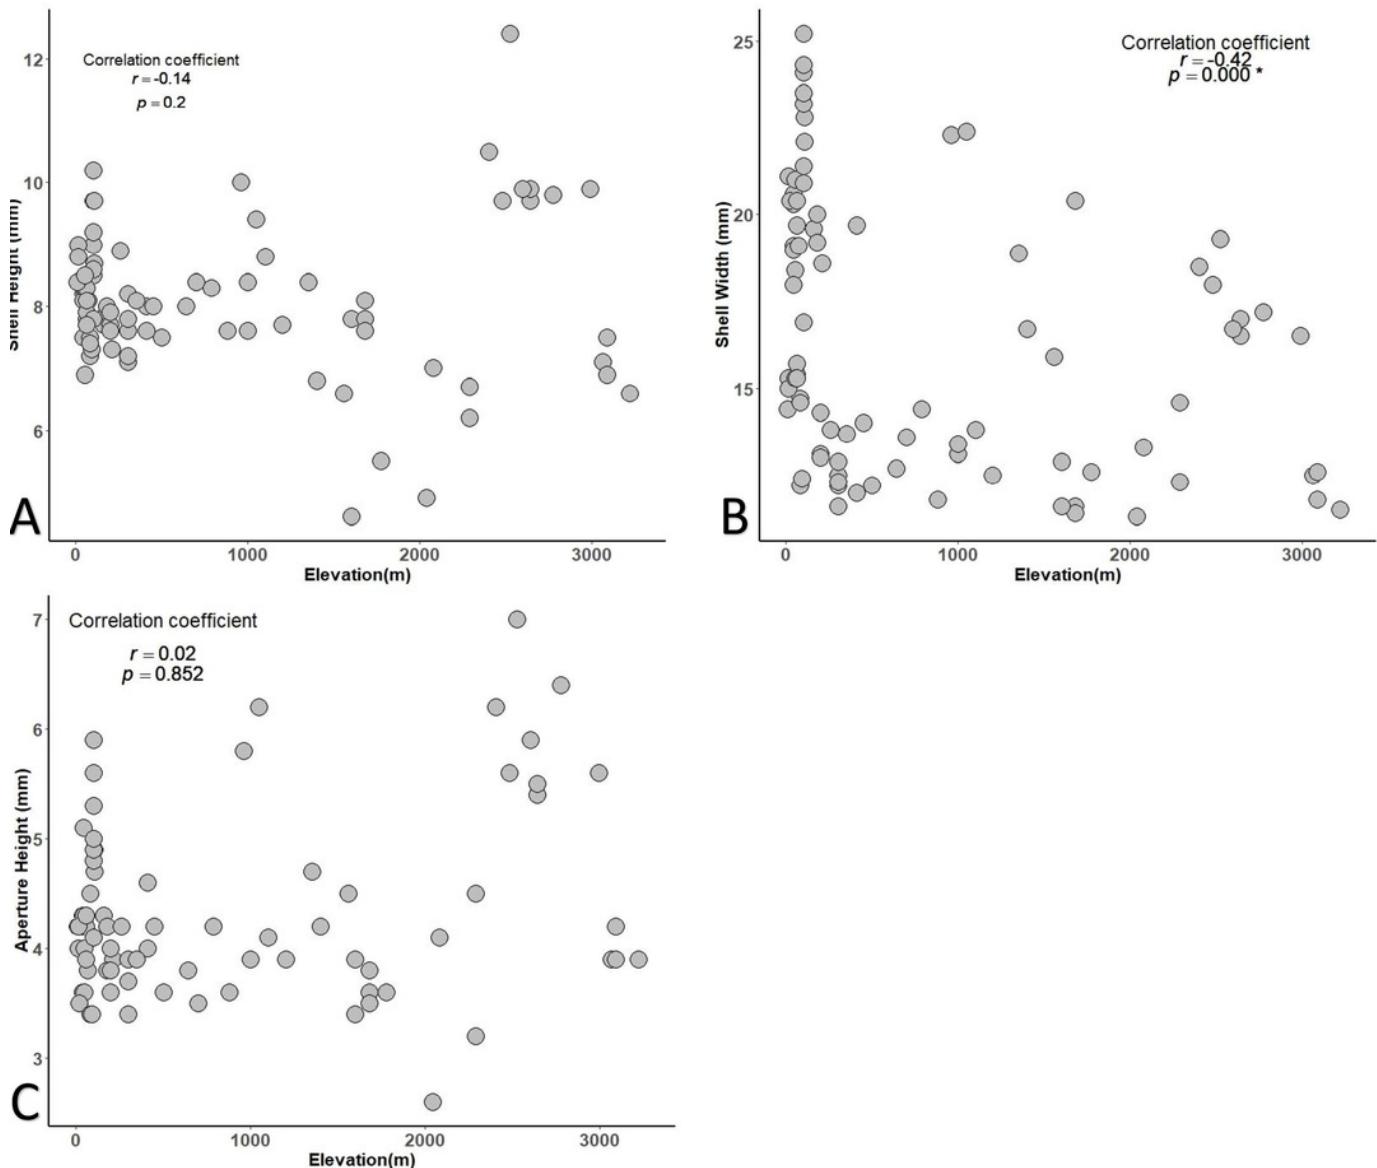 12
Correlation coefficient
r = -0.14
p = 0.2
10
8
6
Shell Height (mm)
A
0 1000 2000 3000
Elevation(m)
25
Correlation coefficient
r = -0.42
p = 0.000 *
20
15
Shell Width (mm)
B
0 1000 2000 3000
Elevation(m)
7
Correlation coefficient
r = 0.02
p = 0.852
6
5
4
3
Aperture Height (mm)
C
0 1000 2000 3000
Elevation(m)